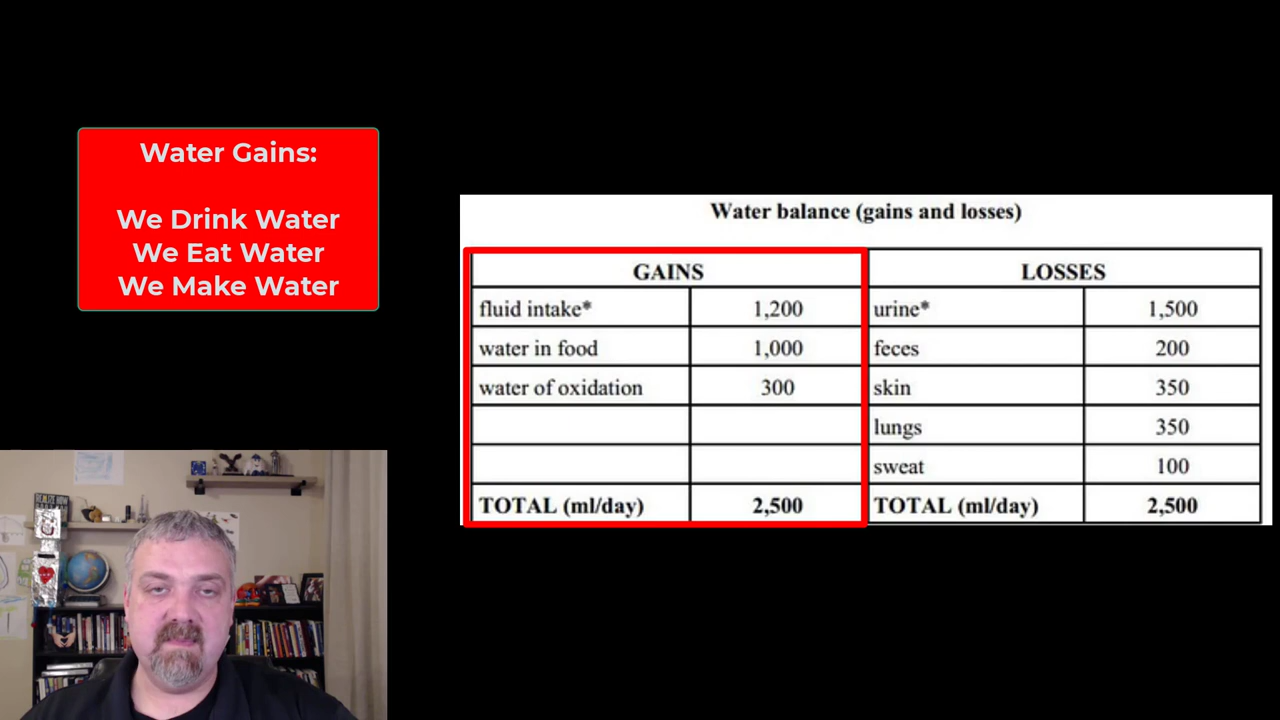 Water Gains:
We Drink Water
We Eat Water
We Make Water
Water balance (gains and losses)
GAINS LOSSES
fluid intake* 1,200 urine* 1,500
water in food 1,000 feces 200
water of oxidation 300 skin 350
lungs 350
sweat 100
TOTAL (ml/day) 2,500 TOTAL (ml/day) 2,500